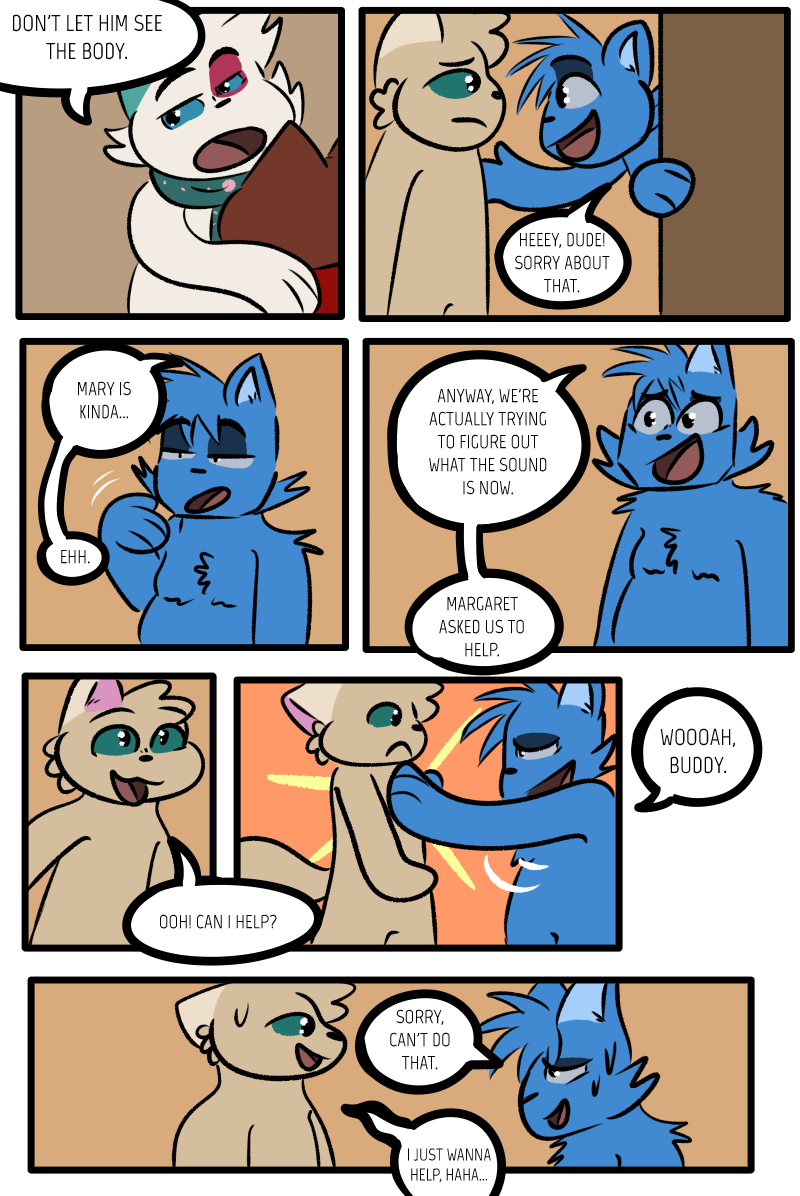 DON'T LET HIM SEE
THE BODY.
HEEEY, DUDE!
SORRY ABOUT
THAT.
MARY IS
KINDA...
EHH.
ANYWAY, WE'RE
ACTUALLY TRYING
TO FIGURE OUT
WHAT THE SOUND
IS NOW.
MARGARET
ASKED US TO
HELP.
OOH! CAN I HELP?
WOOOAH,
BUDDY.
SORRY,
CAN'T DO
THAT.
I JUST WANNA
HELP, HAHA...